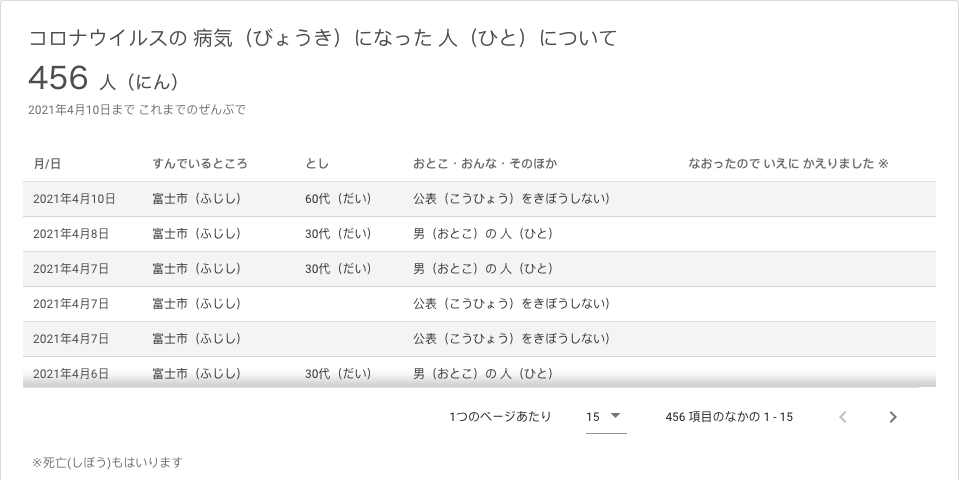 コロナウイルスの 病気（びょうき）になった 人（ひと）について
456 人（にん）
2021年4月10日まで これまでのぜんぶで
月/日 すんでいるところ とし おとこ・おんな・そのほか なおったので いえに かえりました ※
2021年4月10日 富士市（ふじし） 60代（だい） 公表（こうひょう）をきぼうしない）
2021年4月8日 富士市（ふじし） 30代（だい） 男（おとこ）の 人（ひと）
2021年4月7日 富士市（ふじし） 30代（だい） 男（おとこ）の 人（ひと）
2021年4月7日 富士市（ふじし） 公表（こうひょう）をきぼうしない）
2021年4月7日 富士市（ふじし） 公表（こうひょう）をきぼうしない）
2021年4月6日 富士市（ふじし） 30代（だい） 男（おとこ）の 人（ひと）
1つのページあたり 15 456 項目のなかの 1 - 15
※死亡(しぼう)もはいります